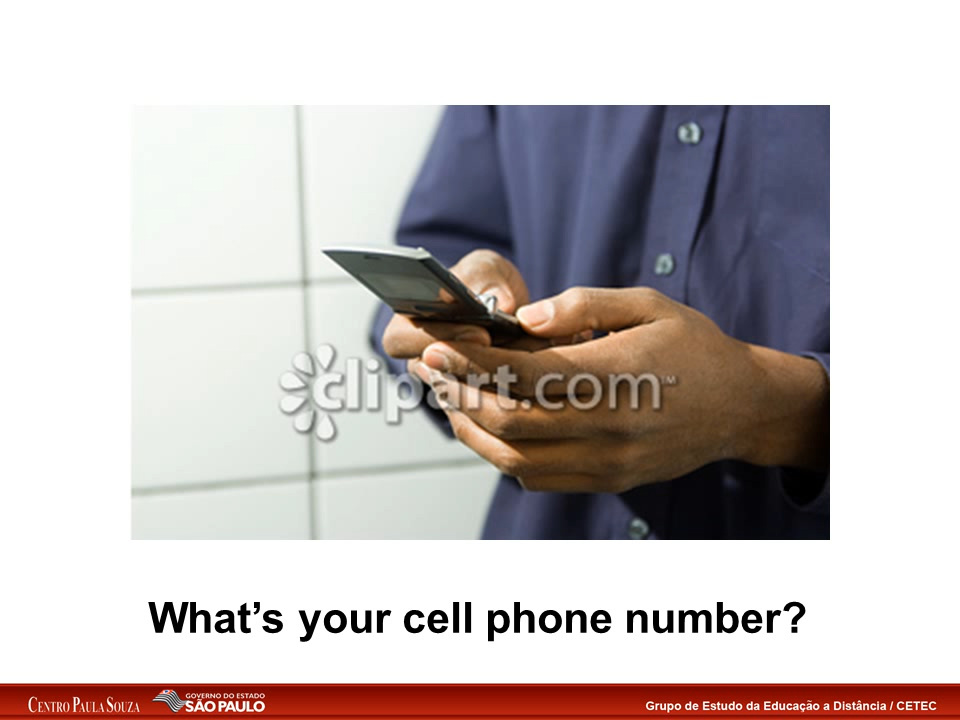 clipart.com™
What’s your cell phone number?
CENTRO PAULA SOUZA
GOVERNO DO ESTADO
SÃO PAULO
Grupo de Estudo da Educação a Distância / CETEC